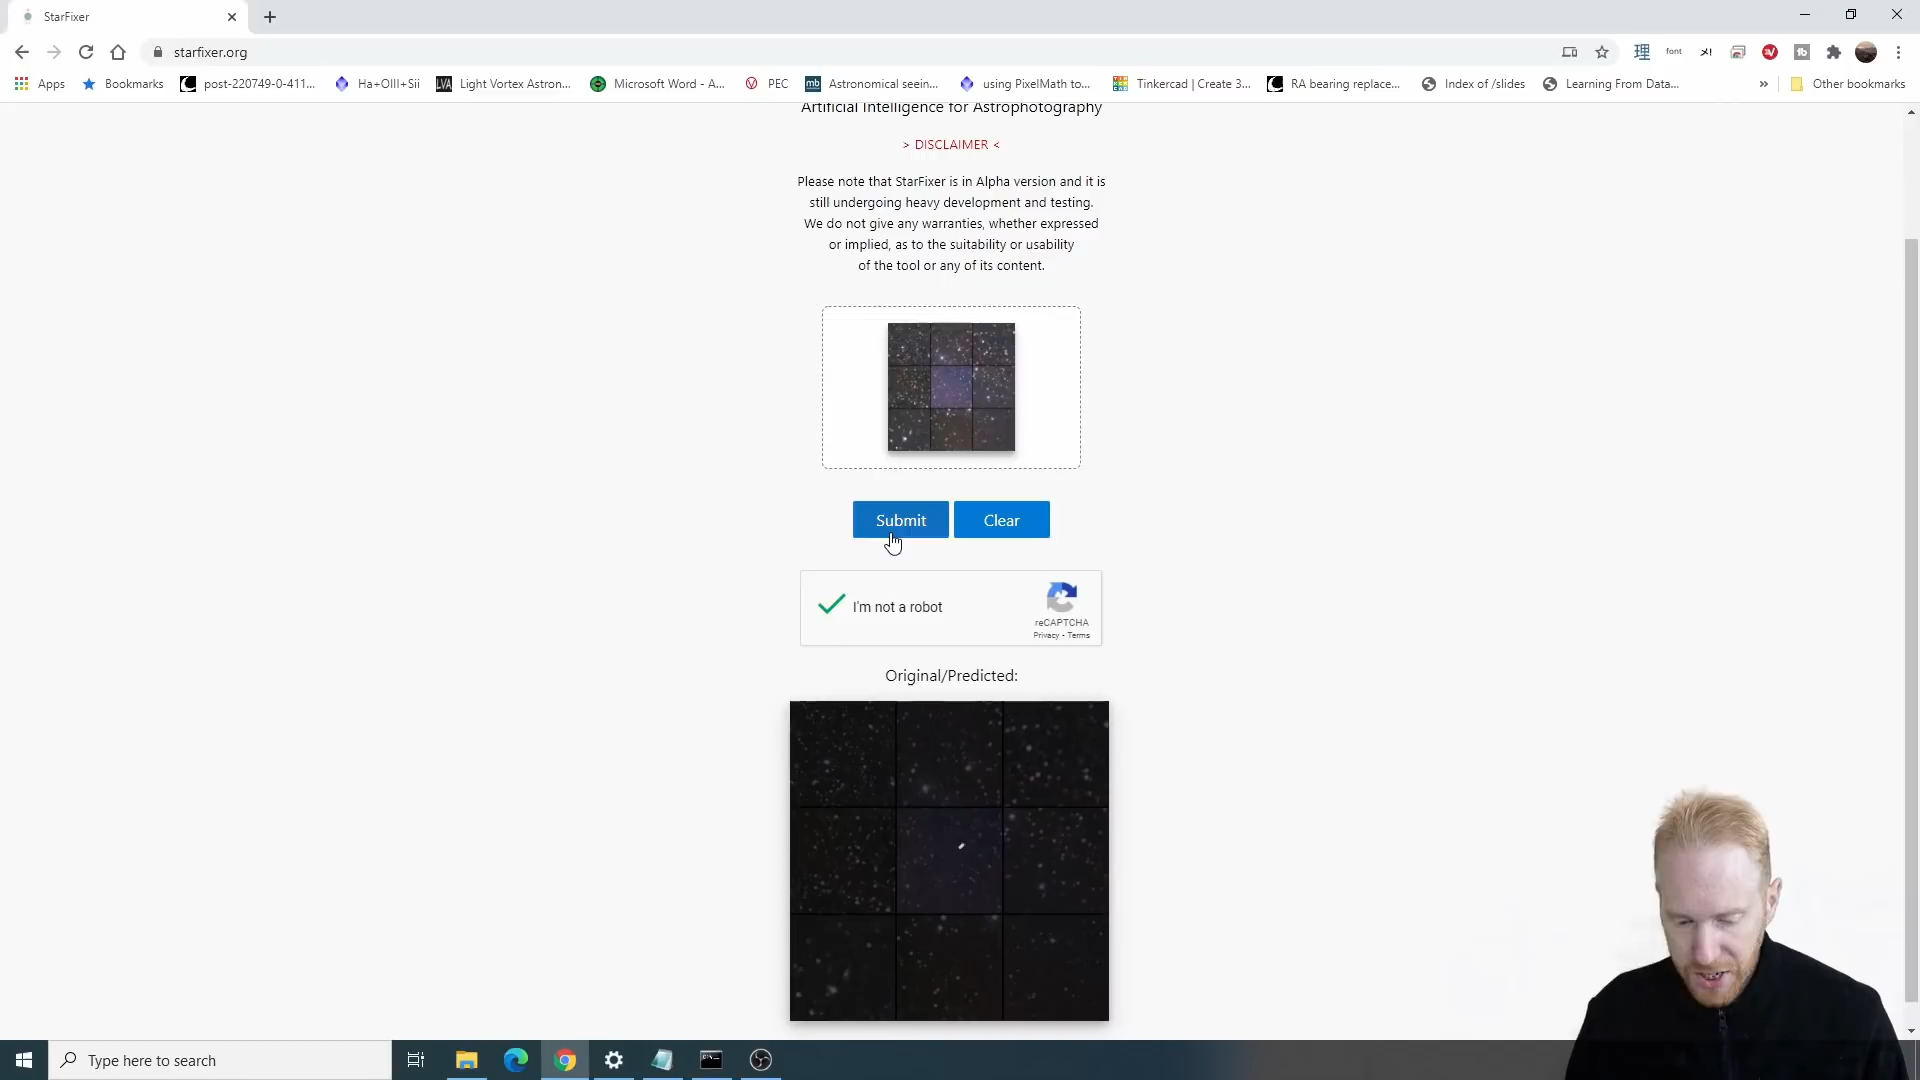 StarFixer
starfixer.org
font
Apps
Bookmarks
post-220749-0-411...
Ha+OIII+Sii
LVA
Light Vortex Astron...
Microsoft Word - A...
PEC
mb
Astronomical seein...
using PixelMath to...
Tinkercad | Create 3...
RA bearing replace...
Index of /slides
Learning From Data...
»
Other bookmarks
Artificial Intelligence for Astrophotography
> DISCLAIMER <
Please note that StarFixer is in Alpha version and it is
still undergoing heavy development and testing.
We do not give any warranties, whether expressed
or implied, as to the suitability or usability
of the tool or any of its content.
Submit
Clear
I'm not a robot
reCAPTCHA
Privacy - Terms
Original/Predicted:
Type here to search